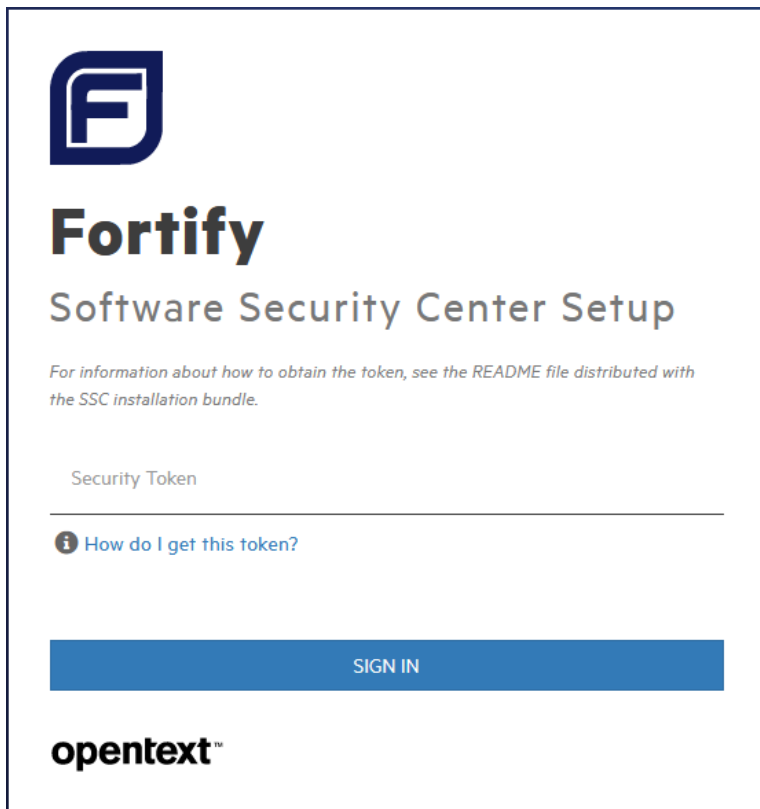 F
Fortify
Software Security Center Setup
For information about how to obtain the token, see the README file distributed with
the SSC installation bundle.
Security Token
How do I get this token?
SIGN IN
opentext™